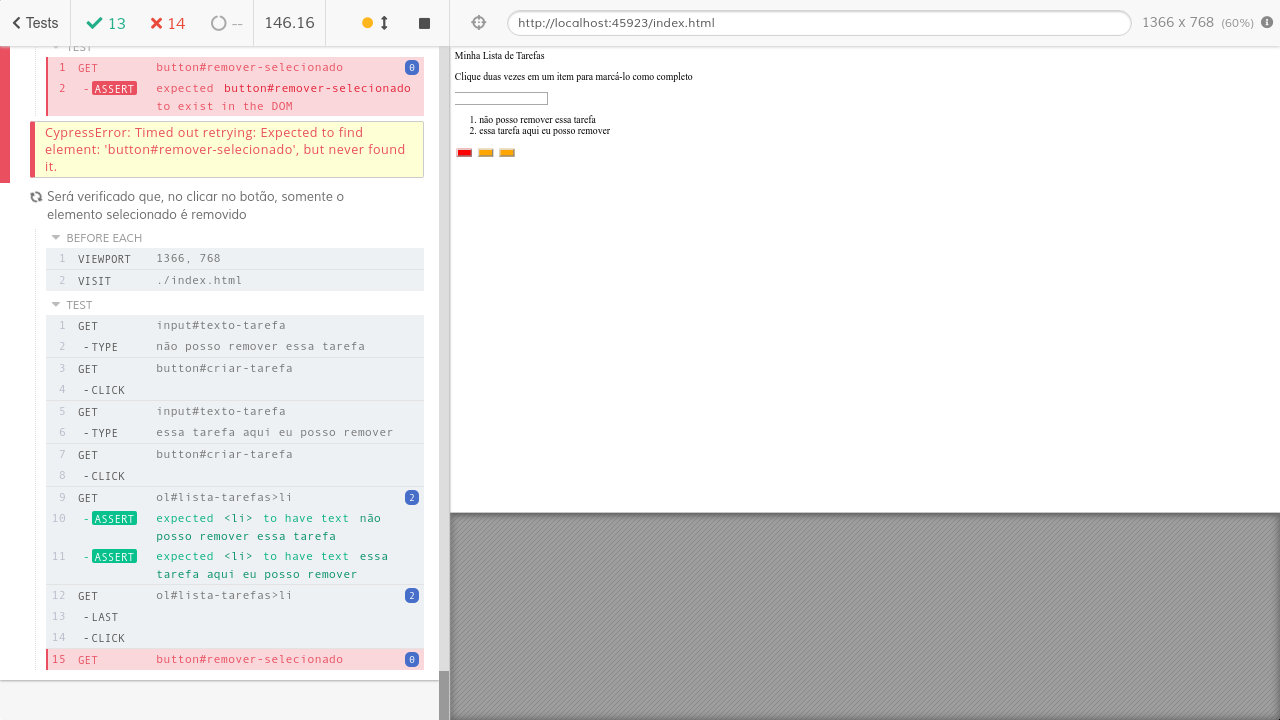 Tests 13 14 -- 146.16
http://localhost:45923/index.html 1366 x 768 (60%)
TEST
1 GET button#remover-selecionado 0
2 - ASSERT expected button#remover-selecionado
to exist in the DOM
CypressError: Timed out retrying: Expected to find
element: 'button#remover-selecionado', but never found
it.
Será verificado que, no clicar no botão, somente o
elemento selecionado é removido
BEFORE EACH
1 VIEWPORT 1366, 768
2 VISIT ./index.html
TEST
1 GET input#texto-tarefa
2 - TYPE não posso remover essa tarefa
3 GET button#criar-tarefa
4 - CLICK
5 GET input#texto-tarefa
6 - TYPE essa tarefa aqui eu posso remover
7 GET button#criar-tarefa
8 - CLICK
9 GET ol#lista-tarefas>li 2
10 - ASSERT expected <li> to have text não
posso remover essa tarefa
11 - ASSERT expected <li> to have text essa
tarefa aqui eu posso remover
12 GET ol#lista-tarefas>li 2
13 - LAST
14 - CLICK
15 GET button#remover-selecionado 0
Minha Lista de Tarefas
Clique duas vezes em um item para marcá-lo como completo
1. não posso remover essa tarefa
2. essa tarefa aqui eu posso remover